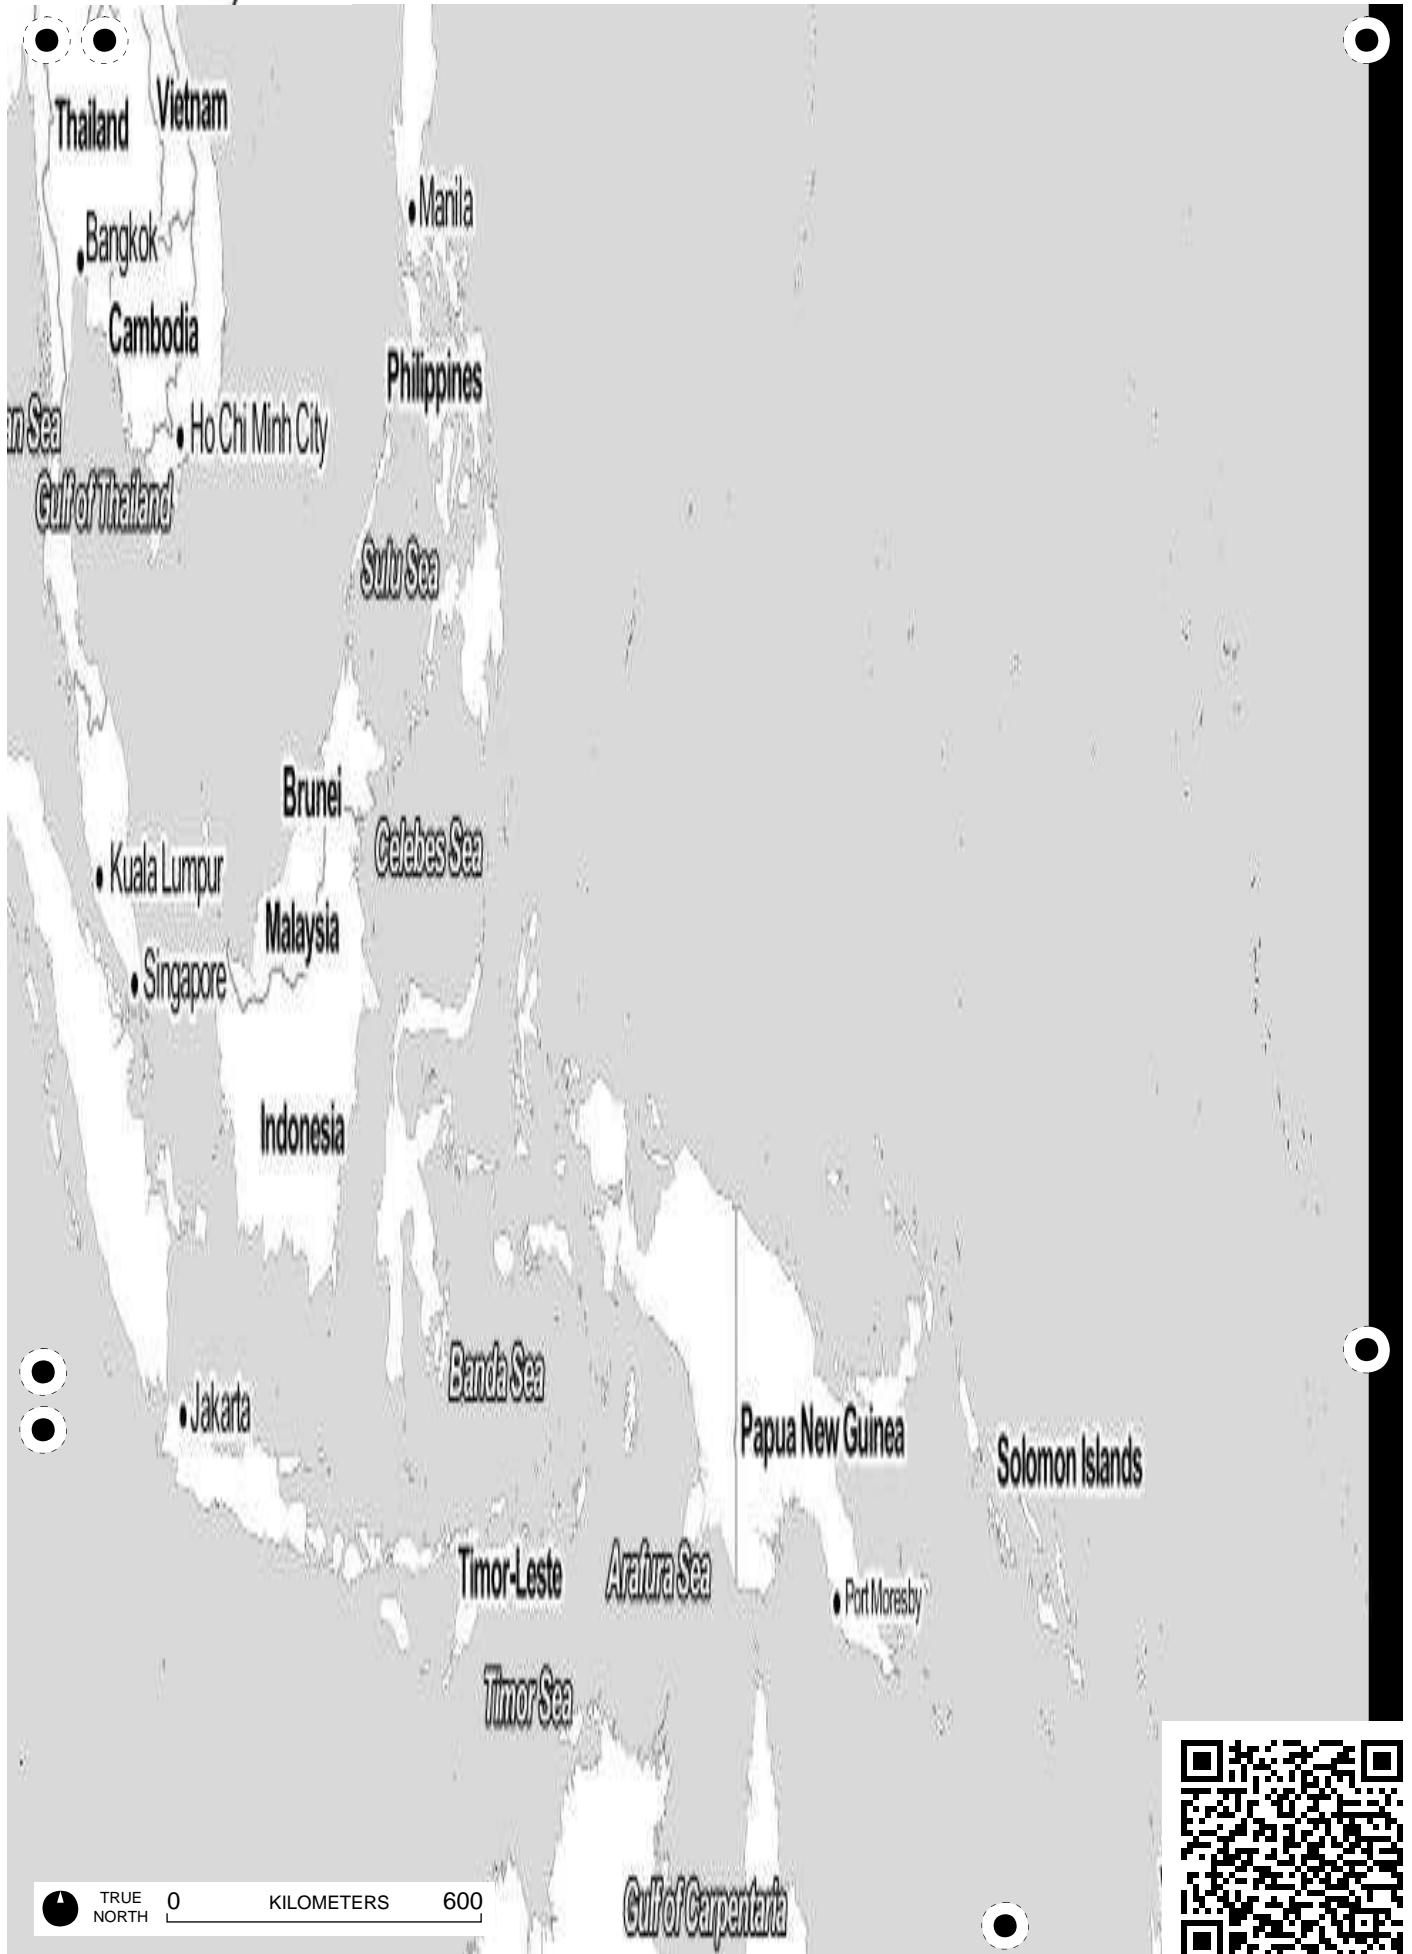 Vietnam
Thailand
Manila
Bangkok
Cambodia
Philippines
an Sea
Ho Chi Minh City
Gulf of Thailand
Sulu Sea
Brunei
Celebes Sea
Kuala Lumpur
Malaysia
Singapore
Indonesia
Banda Sea
Jakarta
Papua New Guinea
Solomon Islands
Timor-Leste
Arafura Sea
Port Moresby
Timor Sea
TRUE
NORTH
0 KILOMETERS 600
Gulf of Carpentaria